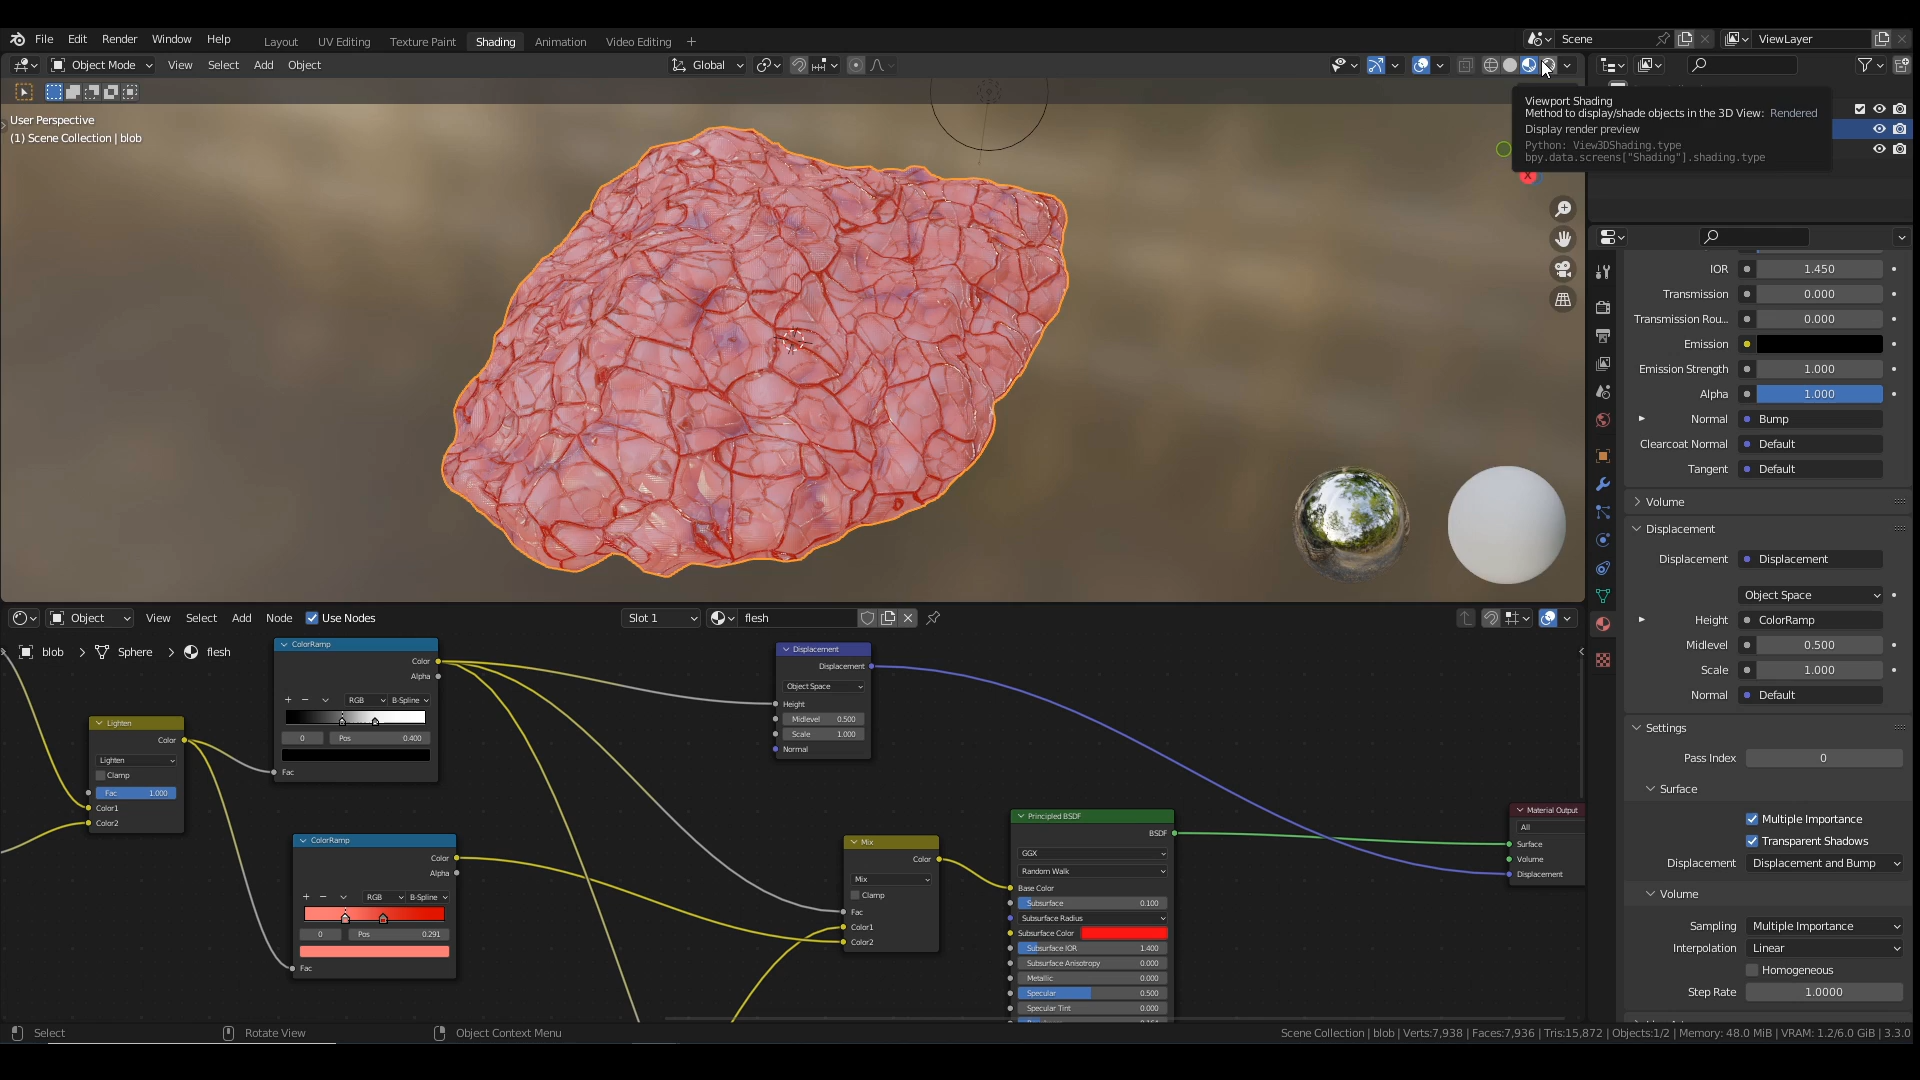 File Edit Render Window Help Layout UV Editing Texture Paint Shading Animation Video Editing Scene ViewLayer
Object Mode View Select Add Object Global
User Perspective
(1) Scene Collection | blob
Viewport Shading
Method to display/shade objects in the 3D View: Rendered
Display render preview
Python: View3DShading.type
bpy.data.screens["Shading"].shading.type
X
IOR 1.450
Transmission 0.000
Transmission Rou... 0.000
Emission
Emission Strength 1.000
Alpha 1.000
Normal Bump
Clearcoat Normal Default
Tangent Default
Volume
Displacement
Displacement Displacement
Object Space
Height ColorRamp
Midlevel 0.500
Scale 1.000
Normal Default
Settings
Pass Index 0
Surface
Multiple Importance
Transparent Shadows
Displacement Displacement and Bump
Volume
Sampling Multiple Importance
Interpolation Linear
Homogeneous
Step Rate 1.0000
Object View Select Add Node Use Nodes Slot 1 flesh
blob Sphere flesh
Lighten
Color
Lighten
Clamp
Fac 1.000
Color1
Color2
ColorRamp
Color
Alpha
RGB B-Spline
0 Pos 0.400
Fac
ColorRamp
Color
Alpha
RGB B-Spline
0 Pos 0.291
Fac
Displacement
Displacement
Object Space
Height
Midlevel 0.500
Scale 1.000
Normal
Mix
Color
Mix
Clamp
Fac
Color1
Color2
Principled BSDF
BSDF
GGX
Random Walk
Base Color
Subsurface 0.100
Subsurface Radius
Subsurface Color
Subsurface IOR 1.400
Subsurface Anisotropy 0.000
Metallic 0.000
Specular 0.500
Specular Tint 0.000
Material Output
All
Surface
Volume
Displacement
Select Rotate View Object Context Menu Scene Collection | blob | Verts:7,938 | Faces:7,936 | Tris:15,872 | Objects:1/2 | Memory: 48.0 MiB | VRAM: 1.2/6.0 GiB | 3.3.0